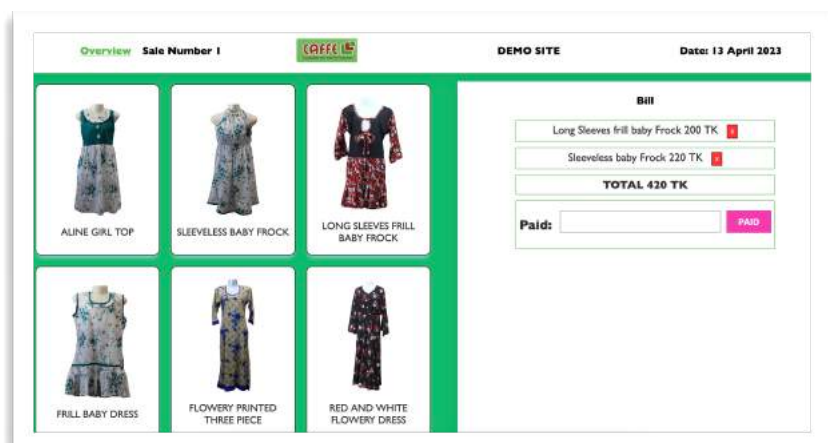 Overview Sale Number 1
CAFFE
DEMO SITE
Date: 13 April 2023
ALINE GIRL TOP
SLEEVELESS BABY FROCK
LONG SLEEVES FRILL
BABY FROCK
FRILL BABY DRESS
FLOWERY PRINTED
THREE PIECE
RED AND WHITE
FLOWERY DRESS
Bill
Long Sleeves frill baby Frock 200 TK x
Sleeveless baby Frock 220 TK x
TOTAL 420 TK
Paid: PAID